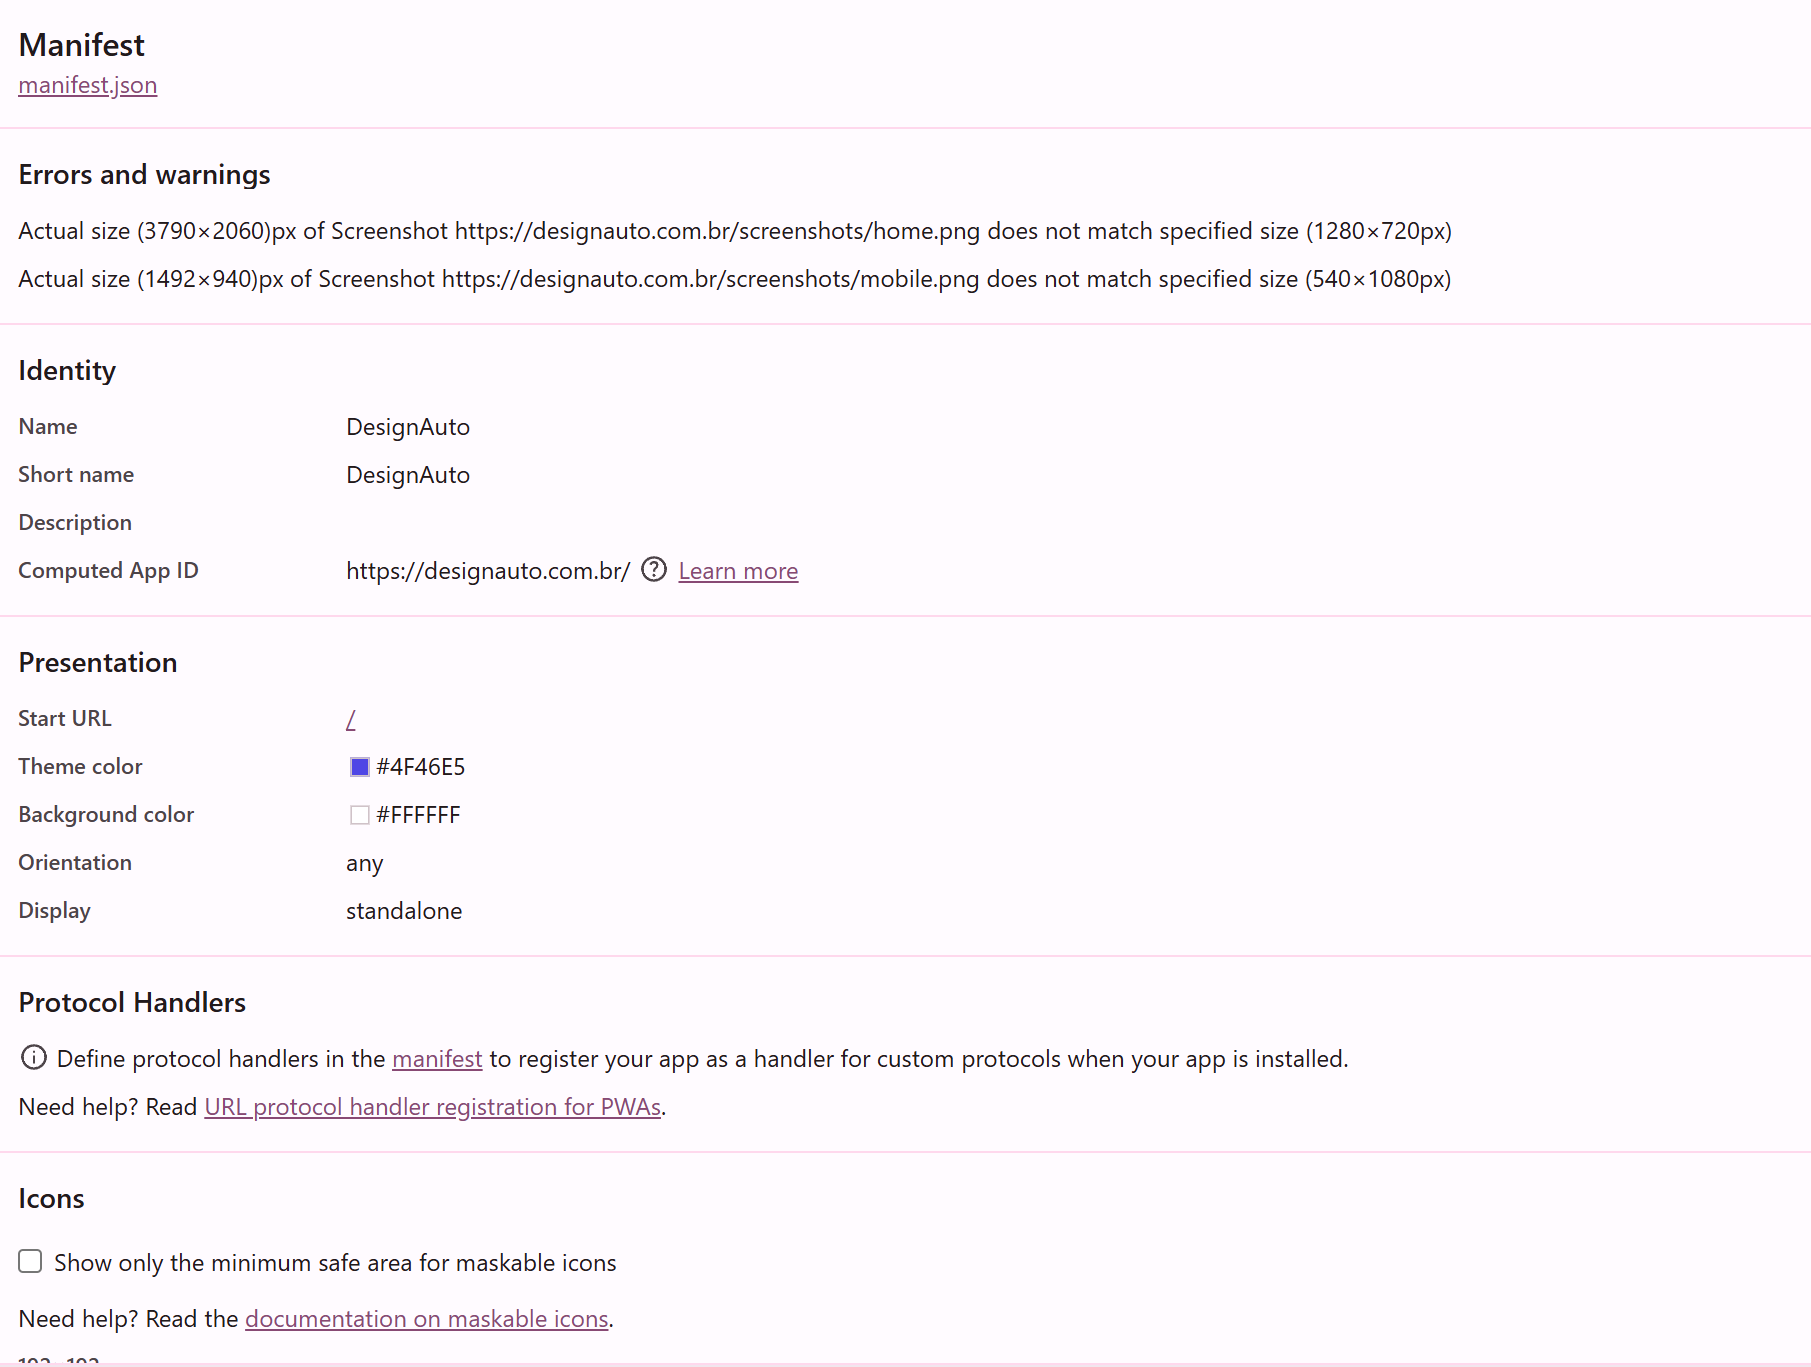 Manifest
manifest.json
Errors and warnings
Actual size (3790×2060)px of Screenshot https://designauto.com.br/screenshots/home.png does not match specified size (1280×720px)
Actual size (1492×940)px of Screenshot https://designauto.com.br/screenshots/mobile.png does not match specified size (540×1080px)
Identity
Name DesignAuto
Short name DesignAuto
Description
Computed App ID https://designauto.com.br/ Learn more
Presentation
Start URL /
Theme color #4F46E5
Background color #FFFFFF
Orientation any
Display standalone
Protocol Handlers
Define protocol handlers in the manifest to register your app as a handler for custom protocols when your app is installed.
Need help? Read URL protocol handler registration for PWAs.
Icons
Show only the minimum safe area for maskable icons
Need help? Read the documentation on maskable icons.